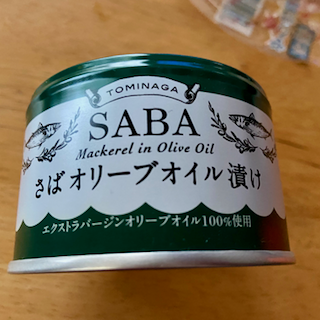 TOMINAGA
SABA
Mackerel in Olive Oil
さばオリーブオイル漬け
エクストラバージンオリーブオイル100%使用